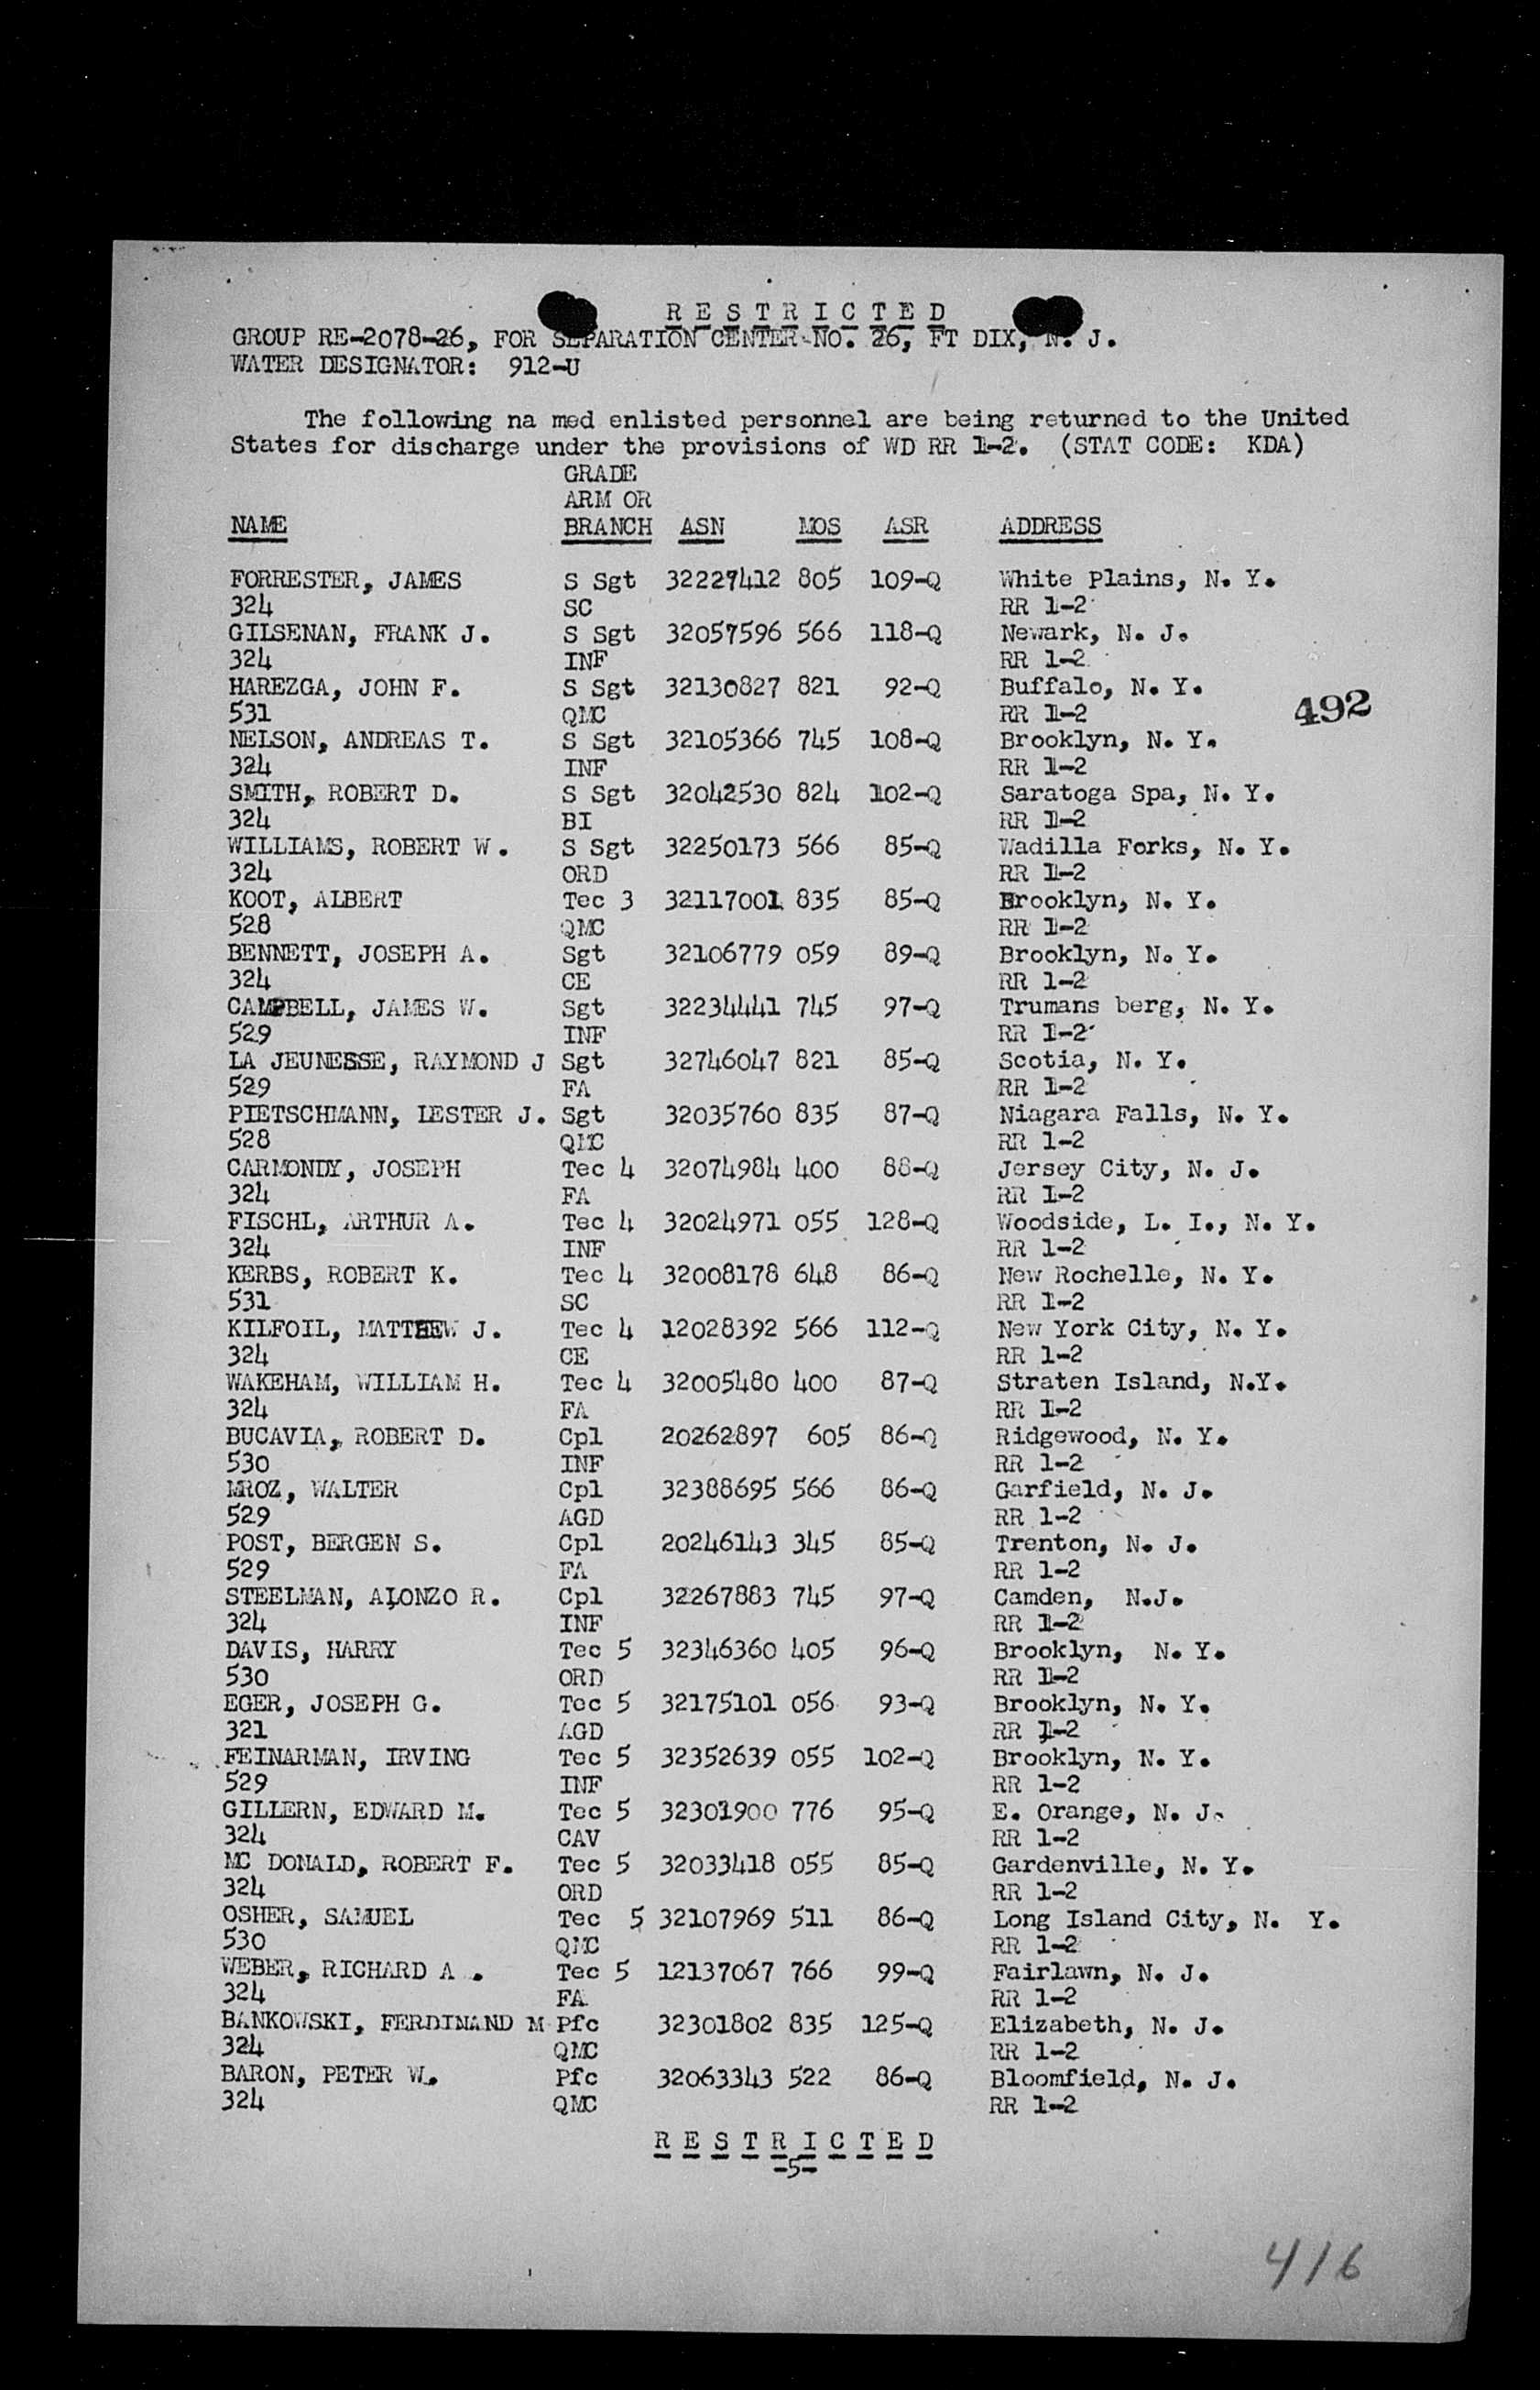 R E S T R I C T E D
GROUP RE-2078-26, FOR SEPARATION CENTER NO. 26, FT DIX, N. J.
WATER DESIGNATOR: 912-U
The following na med enlisted personnel are being returned to the United
States for discharge under the provisions of WD RR 1-2. (STAT CODE: KDA)
GRADE
ARM OR
NAME BRANCH ASN MOS ASR ADDRESS
FORRESTER, JAMES S Sgt 32227412 805 109-Q White Plains, N. Y.
324 SC RR 1-2
GILSENAN, FRANK J. S Sgt 32057596 566 118-Q Newark, N. J.
324 INF RR 1-2
HAREZGA, JOHN F. S Sgt 32130827 821 92-Q Buffalo, N. Y.
492
531 QMC RR 1-2
NELSON, ANDREAS T. S Sgt 32105366 745 108-Q Brooklyn, N. Y.
324 INF RR 1-2
SMITH, ROBERT D. S Sgt 32042530 824 102-Q Saratoga Spa, N. Y.
324 BI RR 1-2
WILLIAMS, ROBERT W. S Sgt 32250173 566 85-Q Wadilla Forks, N. Y.
324 ORD RR 1-2
KOOT, ALBERT Tec 3 32117001 835 85-Q Brooklyn, N. Y.
528 QMC RR 1-2
BENNETT, JOSEPH A. Sgt 32106779 059 89-Q Brooklyn, N. Y.
324 CE RR 1-2
CAMPBELL, JAMES W. Sgt 32234441 745 97-Q Trumans berg, N. Y.
529 INF RR 1-2
LA JEUNESSE, RAYMOND J Sgt 32746047 821 85-Q Scotia, N. Y.
529 FA RR 1-2
PIETSCHMANN, LESTER J. Sgt 32035760 835 87-Q Niagara Falls, N. Y.
528 QMC RR 1-2
CARMONDY, JOSEPH Tec 4 32074984 400 88-Q Jersey City, N. J.
324 FA RR 1-2
FISCHL, ARTHUR A. Tec 4 32024971 055 128-Q Woodside, L. I., N. Y.
324 INF RR 1-2
KERBS, ROBERT K. Tec 4 32008178 648 86-Q New Rochelle, N. Y.
531 SC RR 1-2
KILFOIL, MATTHEW J. Tec 4 12028392 566 112-Q New York City, N. Y.
324 CE RR 1-2
WAKEHAM, WILLIAM H. Tec 4 32005480 400 87-Q Straten Island, N.Y.
324 FA RR 1-2
BUCAVIA, ROBERT D. Cpl 20262897 605 86-Q Ridgewood, N. Y.
530 INF RR 1-2
MROZ, WALTER Cpl 32388695 566 86-Q Garfield, N. J.
529 AGD RR 1-2
POST, BERGEN S. Cpl 20246143 345 85-Q Trenton, N. J.
529 FA RR 1-2
STEELMAN, ALONZO R. Cpl 32267883 745 97-Q Camden, N.J.
324 INF RR 1-2
DAVIS, HARRY Tec 5 32346360 405 96-Q Brooklyn, N. Y.
530 ORD RR 1-2
EGER, JOSEPH G. Tec 5 32175101 056 93-Q Brooklyn, N. Y.
321 AGD RR 1-2
FEINARMAN, IRVING Tec 5 32352639 055 102-Q Brooklyn, N. Y.
529 INF RR 1-2
GILLERN, EDWARD M. Tec 5 32301900 776 95-Q E. Orange, N. J.
324 CAV RR 1-2
MC DONALD, ROBERT F. Tec 5 32033418 055 85-Q Gardenville, N. Y.
324 ORD RR 1-2
OSHER, SAMUEL Tec 5 32107969 511 86-Q Long Island City, N. Y.
530 QMC RR 1-2
WEBER, RICHARD A . Tec 5 12137067 766 99-Q Fairlawn, N. J.
324 FA RR 1-2
BANKOWSKI, FERDINAND M Pfc 32301802 835 125-Q Elizabeth, N. J.
324 QMC RR 1-2
BARON, PETER W. Pfc 32063343 522 86-Q Bloomfield, N. J.
324 QMC RR 1-2
R E S T R I C T E D
-5-
416